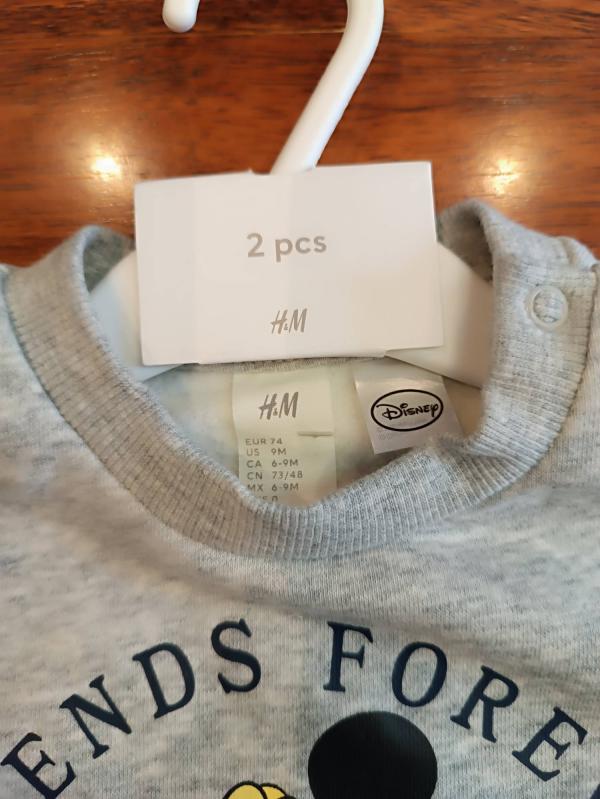 2 pcs
H&M
H&M
Disney
EUR 74
US 9M
CA 6-9M
CN 73/48
MX 6-9M
ENDS FORE